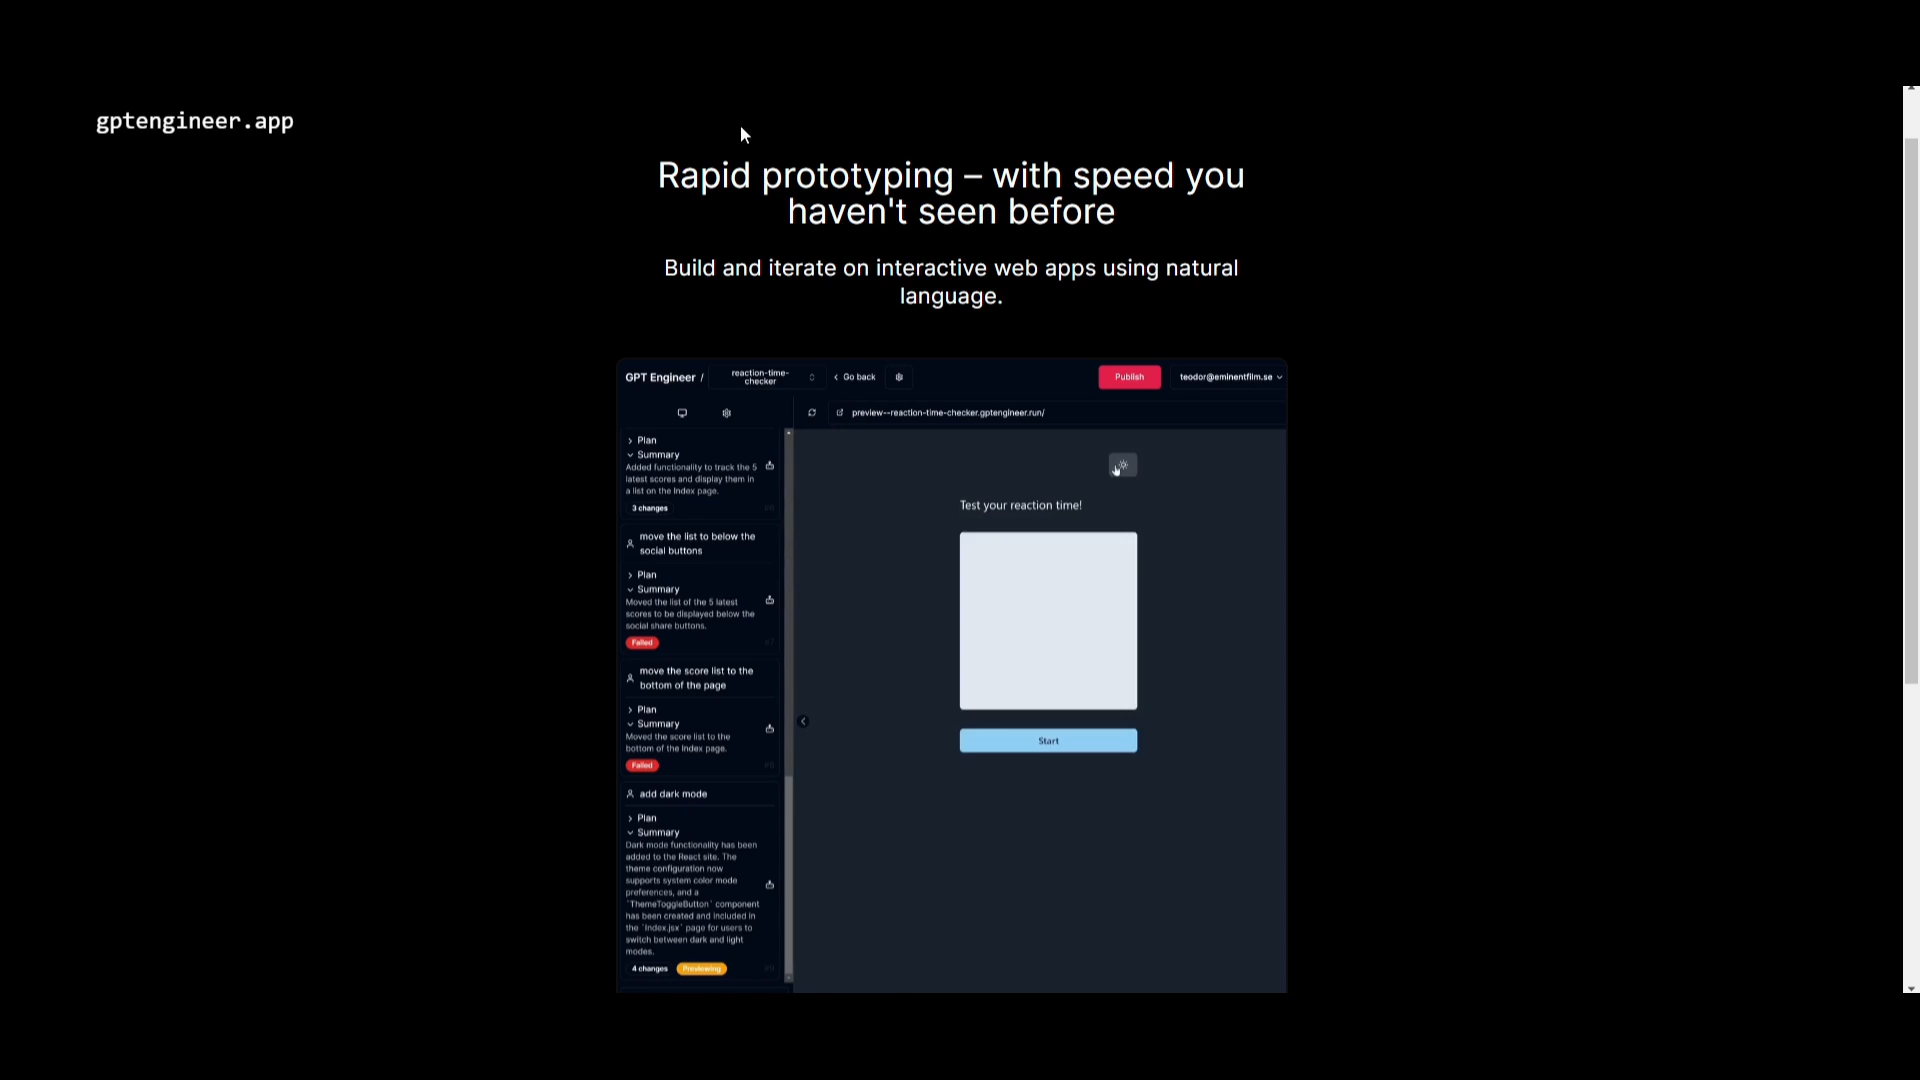 gptengineer.app
Rapid prototyping – with speed you
haven't seen before
Build and iterate on interactive web apps using natural
language.
GPT Engineer /
reaction-time-
checker
Go back
Publish
teodor@eminentfilm.se
preview--reaction-time-checker.gptengineer.run/
Plan
Summary
Added functionality to track the 5
latest scores and display them in
a list on the Index page.
3 changes
move the list to below the
social buttons
Plan
Summary
Moved the list of the 5 latest
scores to be displayed below the
social share buttons.
Failed
move the score list to the
bottom of the page
Plan
Summary
Moved the score list to the
bottom of the Index page.
Failed
add dark mode
Plan
Summary
Dark mode functionality has been
added to the React site. The
theme configuration now
supports system color mode
preferences, and a
`ThemeToggleButton` component
has been created and included in
the `Index.jsx` page for users to
switch between dark and light
modes.
4 changes
Previewing
Test your reaction time!
Start